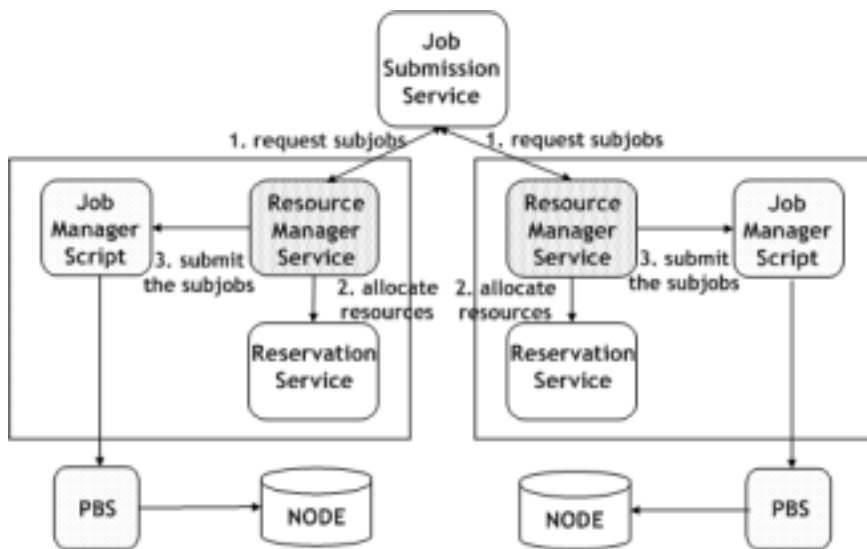 Job
Submission
Service
1. request subjobs
1. request subjobs
Job
Manager
Script
Resource
Manager
Service
3. submit
the subjobs
2. allocate
resources
Reservation
Service
Resource
Manager
Service
Job
Manager
Script
3. submit
the subjobs
2. allocate
resources
Reservation
Service
PBS
NODE
NODE
PBS